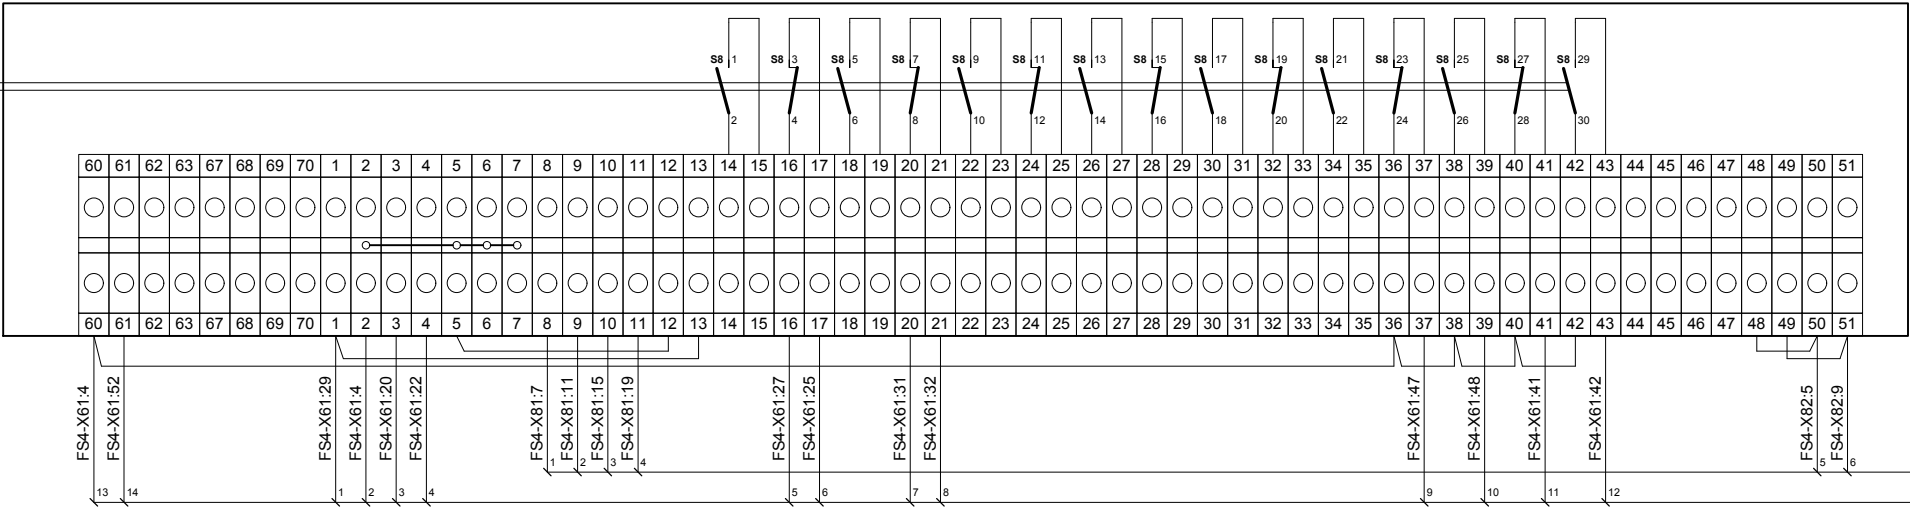 S8 1 S8 3 S8 5 S8 7 S8 9 S8 11 S8 13 S8 15 S8 17 S8 19 S8 21 S8 23 S8 25 S8 27 S8 29
2 4 6 8 10 12 14 16 18 20 22 24 26 28 30
60 61 62 63 67 68 69 70 1 2 3 4 5 6 7 8 9 10 11 12 13 14 15 16 17 18 19 20 21 22 23 24 25 26 27 28 29 30 31 32 33 34 35 36 37 38 39 40 41 42 43 44 45 46 47 48 49 50 51
60 61 62 63 67 68 69 70 1 2 3 4 5 6 7 8 9 10 11 12 13 14 15 16 17 18 19 20 21 22 23 24 25 26 27 28 29 30 31 32 33 34 35 36 37 38 39 40 41 42 43 44 45 46 47 48 49 50 51
FS4-X61:4
FS4-X61:52
FS4-X61:29
FS4-X61:4
FS4-X61:20
FS4-X61:22
FS4-X81:7
FS4-X81:11
FS4-X81:15
FS4-X81:19
FS4-X61:27
FS4-X61:25
FS4-X61:31
FS4-X61:32
FS4-X61:47
FS4-X61:48
FS4-X61:41
FS4-X61:42
FS4-X82:5
FS4-X82:9
1 2 3 4 5 6
13 14 1 2 3 4 5 6 7 8 9 10 11 12